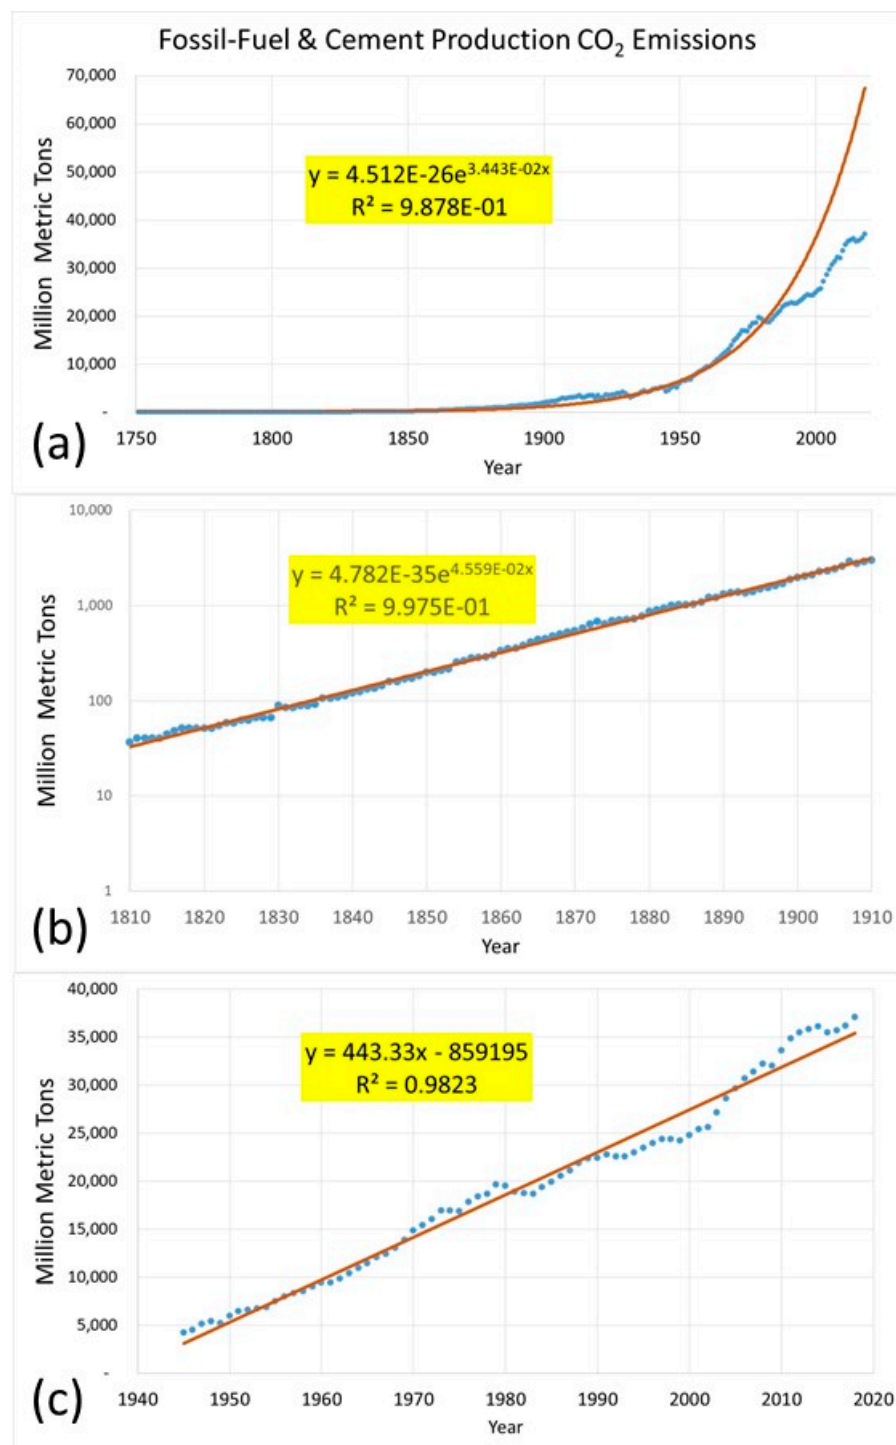 Fossil-Fuel & Cement Production CO₂ Emissions
70,000
60,000
50,000
40,000
30,000
20,000
10,000
-
Million Metric Tons
y = 4.512E-26e^3.443E-02x
R² = 9.878E-01
1750 1800 1850 1900 1950 2000
Year
(a)
10,000
1,000
100
10
1
Million Metric Tons
y = 4.782E-35e^4.559E-02x
R² = 9.975E-01
1810 1820 1830 1840 1850 1860 1870 1880 1890 1900 1910
Year
(b)
40,000
35,000
30,000
25,000
20,000
15,000
10,000
5,000
-
Million Metric Tons
y = 443.33x - 859195
R² = 0.9823
1940 1950 1960 1970 1980 1990 2000 2010 2020
Year
(c)